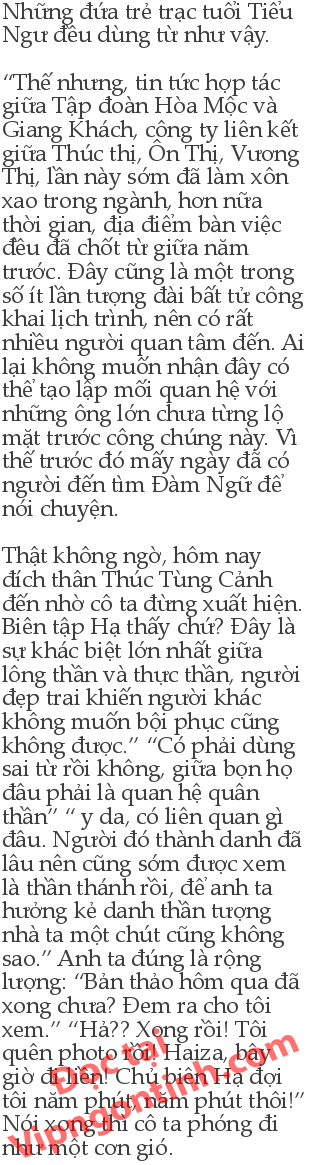 Những đứa trẻ trạc tuổi Tiểu
Ngư đều dùng từ như vậy.
“Thế nhưng, tin tức hợp tác
giữa Tập đoàn Hòa Mộc và
Giang Khách, công ty liên kết
giữa Thúc thị, Ôn Thị, Vương
Thị, lần này sớm đã làm xôn
xao trong ngành, hơn nữa
thời gian, địa điểm bàn việc
đều đã chốt từ giữa năm
trước. Đây cũng là một trong
số ít lần tượng đài bất tử công
khai lịch trình, nên có rất
nhiều người quan tâm đến. Ai
lại không muốn nhận đây có
thể tạo lập mối quan hệ với
những ông lớn chưa từng lộ
mặt trước công chúng này. Vì
thế trước đó mấy ngày đã có
người đến tìm Đàm Ngữ để
nói chuyện.
Thật không ngờ, hôm nay
đích thân Thúc Tùng Cảnh
đến nhờ cô ta đừng xuất hiện.
Biên tập Hạ thấy chứ? Đây là
sự khác biệt lớn nhất giữa
lông thần và thực thần, người
đẹp trai khiến người khác
không muốn bội phục cũng
không được.” “Có phải dùng
sai từ rồi không, giữa bọn họ
đâu phải là quan hệ quân
thần” “ y da, có liên quan gì
đâu. Người đó thành danh đã
lâu nên cũng sớm được xem
là thần thánh rồi, để anh ta
hưởng kẻ danh thần tượng
nhà ta một chút cũng không
sao.” Anh ta đúng là rộng
lượng: “Bản thảo hôm qua đã
xong chưa? Đem ra cho tôi
xem.” “Hả?? Xong rồi! Tôi
quên photo rồi! Haiza, bây
giờ đi liền! Chủ biên Hạ đợi
tôi năm phút, năm phút thôi!”
Nói xong thì cô ta phóng đi
như một cơn gió.
Đọc tại
Vipngontinh.com